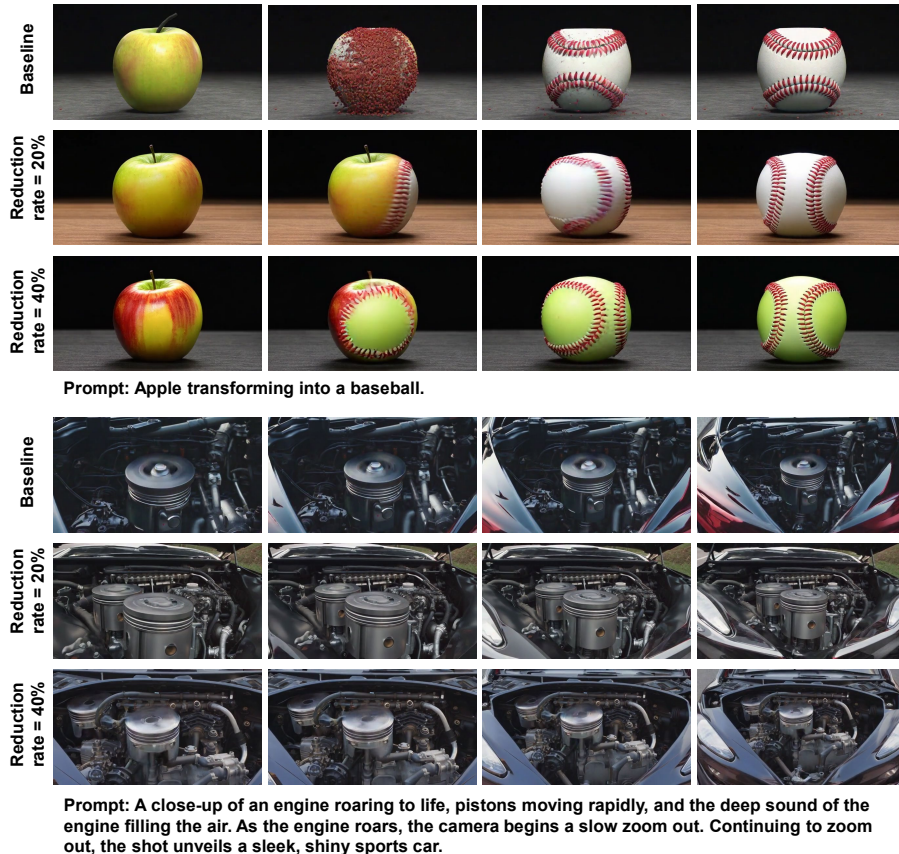 Baseline
Reduction
rate = 20%
Reduction
rate = 40%
Prompt: Apple transforming into a baseball.
Baseline
Reduction
rate = 20%
Reduction
rate = 40%
Prompt: A close-up of an engine roaring to life, pistons moving rapidly, and the deep sound of the
engine filling the air. As the engine roars, the camera begins a slow zoom out. Continuing to zoom
out, the shot unveils a sleek, shiny sports car.